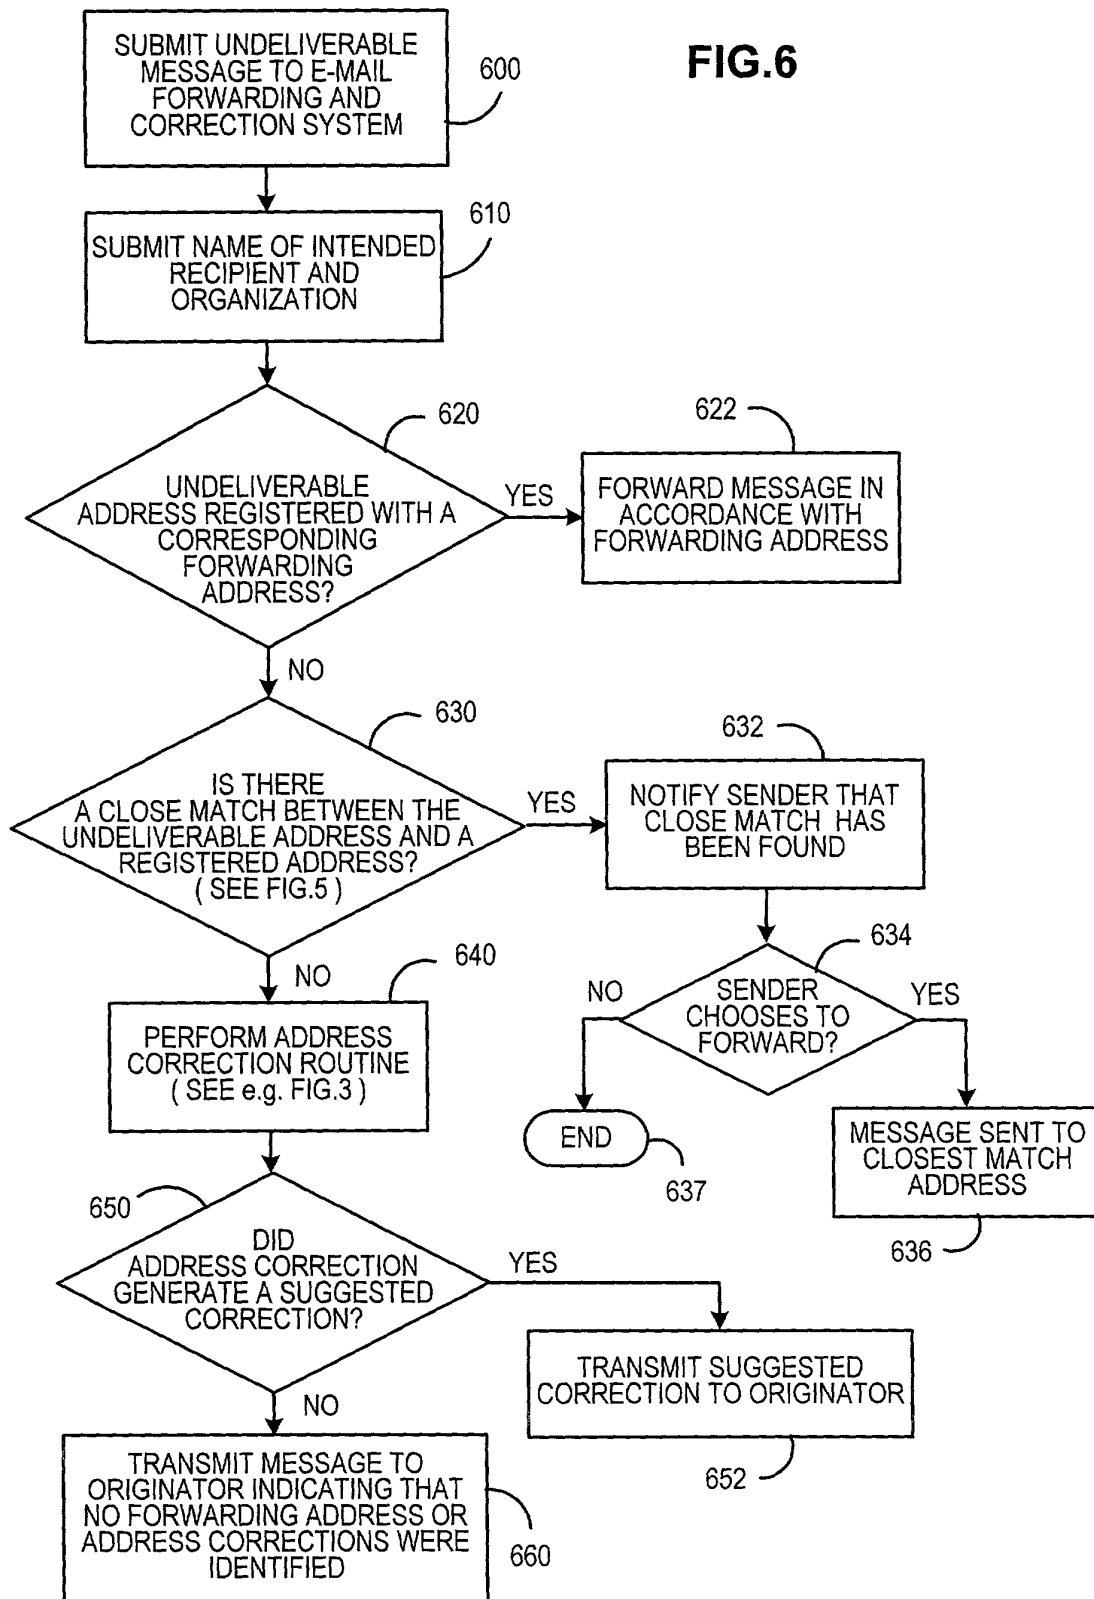 FIG.6
SUBMIT UNDELIVERABLE
MESSAGE TO E-MAIL
FORWARDING AND
CORRECTION SYSTEM
600
610
SUBMIT NAME OF INTENDED
RECIPIENT AND
ORGANIZATION
620
UNDELIVERABLE
ADDRESS REGISTERED WITH A
CORRESPONDING
FORWARDING
ADDRESS?
YES
622
FORWARD MESSAGE IN
ACCORDANCE WITH
FORWARDING ADDRESS
NO
630
IS THERE
A CLOSE MATCH BETWEEN THE
UNDELIVERABLE ADDRESS AND A
REGISTERED ADDRESS?
( SEE FIG.5 )
YES
632
NOTIFY SENDER THAT
CLOSE MATCH HAS
BEEN FOUND
634
SENDER
CHOOSES TO
FORWARD?
NO
YES
END
637
MESSAGE SENT TO
CLOSEST MATCH
ADDRESS
636
NO
640
PERFORM ADDRESS
CORRECTION ROUTINE
( SEE e.g. FIG.3 )
650
DID
ADDRESS CORRECTION
GENERATE A SUGGESTED
CORRECTION?
YES
TRANSMIT SUGGESTED
CORRECTION TO ORIGINATOR
652
NO
TRANSMIT MESSAGE TO
ORIGINATOR INDICATING THAT
NO FORWARDING ADDRESS OR
ADDRESS CORRECTIONS WERE
IDENTIFIED
660